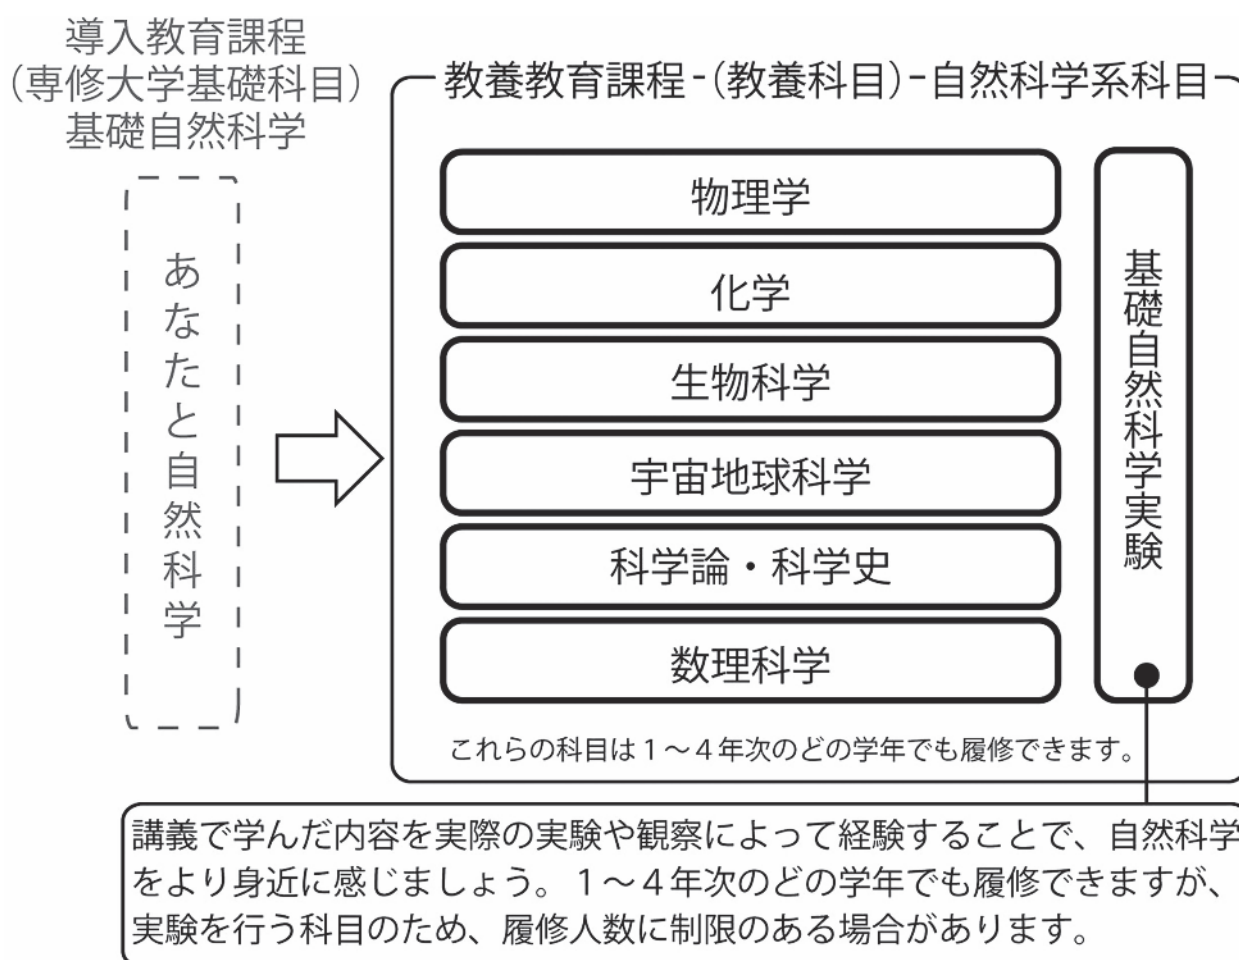 導入教育課程
（専修大学基礎科目）
基礎自然科学
あなたと自然科学
教養教育課程-（教養科目）-自然科学系科目
物理学
化学
生物科学
宇宙地球科学
科学論・科学史
数理科学
基礎自然科学実験
これらの科目は１～４年次のどの学年でも履修できます。
講義で学んだ内容を実際の実験や観察によって経験することで、自然科学
をより身近に感じましょう。１～４年次のどの学年でも履修できますが、
実験を行う科目のため、履修人数に制限のある場合があります。